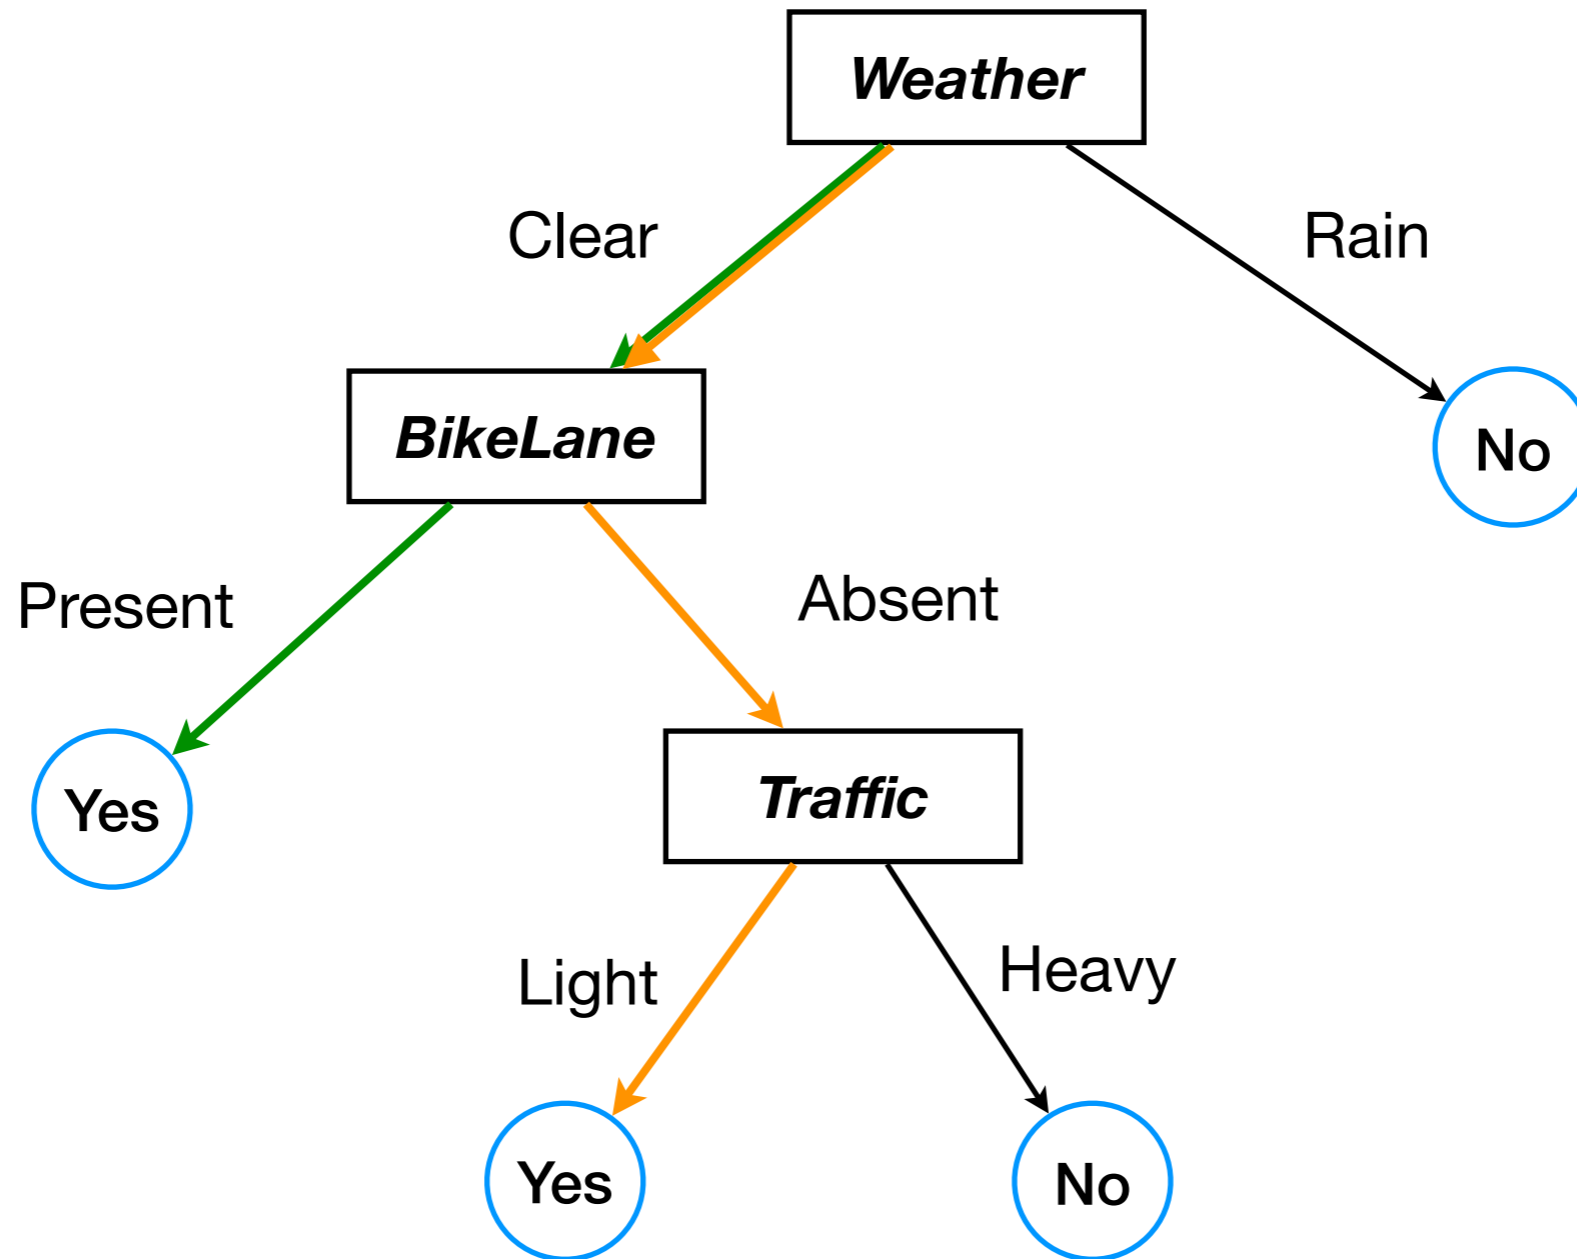 Weather
Clear
Rain
BikeLane
No
Present
Absent
Yes
Traffic
Light
Heavy
Yes
No